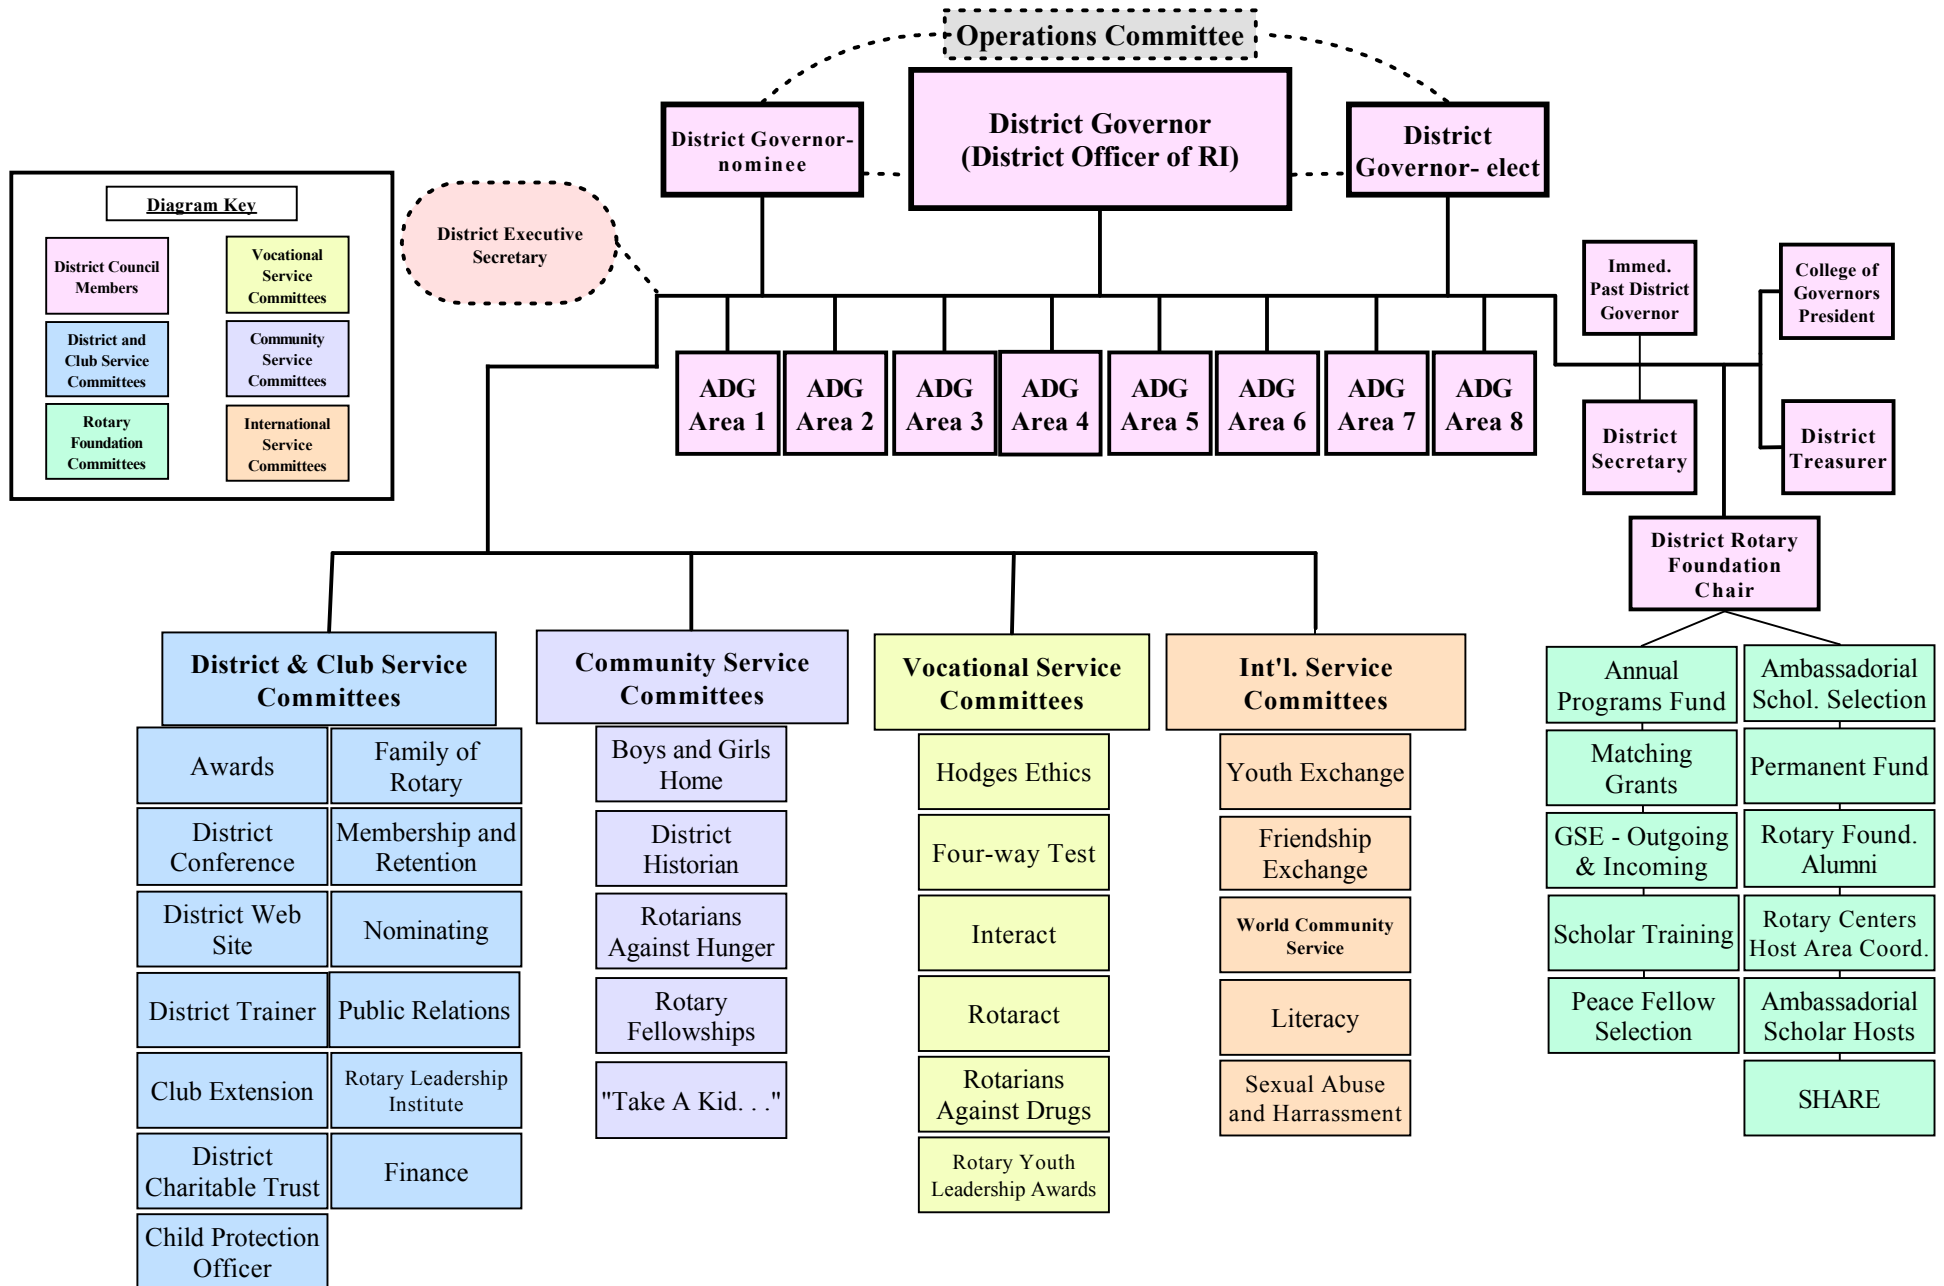 Operations Committee
District Governor-
nominee
District Governor
(District Officer of RI)
District
Governor- elect
Diagram Key
District Council
Members
Vocational
Service
Committees
District and
Club Service
Committees
Community
Service
Committees
Rotary
Foundation
Committees
International
Service
Committees
District Executive
Secretary
Immed.
Past District
Governor
College of
Governors
President
ADG
Area 1
ADG
Area 2
ADG
Area 3
ADG
Area 4
ADG
Area 5
ADG
Area 6
ADG
Area 7
ADG
Area 8
District
Secretary
District
Treasurer
District Rotary
Foundation
Chair
District & Club Service
Committees
Awards
Family of
Rotary
District
Conference
Membership and
Retention
District Web
Site
Nominating
District Trainer
Public Relations
Club Extension
Rotary Leadership
Institute
District
Charitable Trust
Finance
Child Protection
Officer
Community Service
Committees
Boys and Girls
Home
District
Historian
Rotarians
Against Hunger
Rotary
Fellowships
"Take A Kid. . ."
Vocational Service
Committees
Hodges Ethics
Four-way Test
Interact
Rotaract
Rotarians
Against Drugs
Rotary Youth
Leadership Awards
Int'l. Service
Committees
Youth Exchange
Friendship
Exchange
World Community
Service
Literacy
Sexual Abuse
and Harrassment
Annual
Programs Fund
Ambassadorial
Schol. Selection
Matching
Grants
Permanent Fund
GSE - Outgoing
& Incoming
Rotary Found.
Alumni
Scholar Training
Rotary Centers
Host Area Coord.
Peace Fellow
Selection
Ambassadorial
Scholar Hosts
SHARE